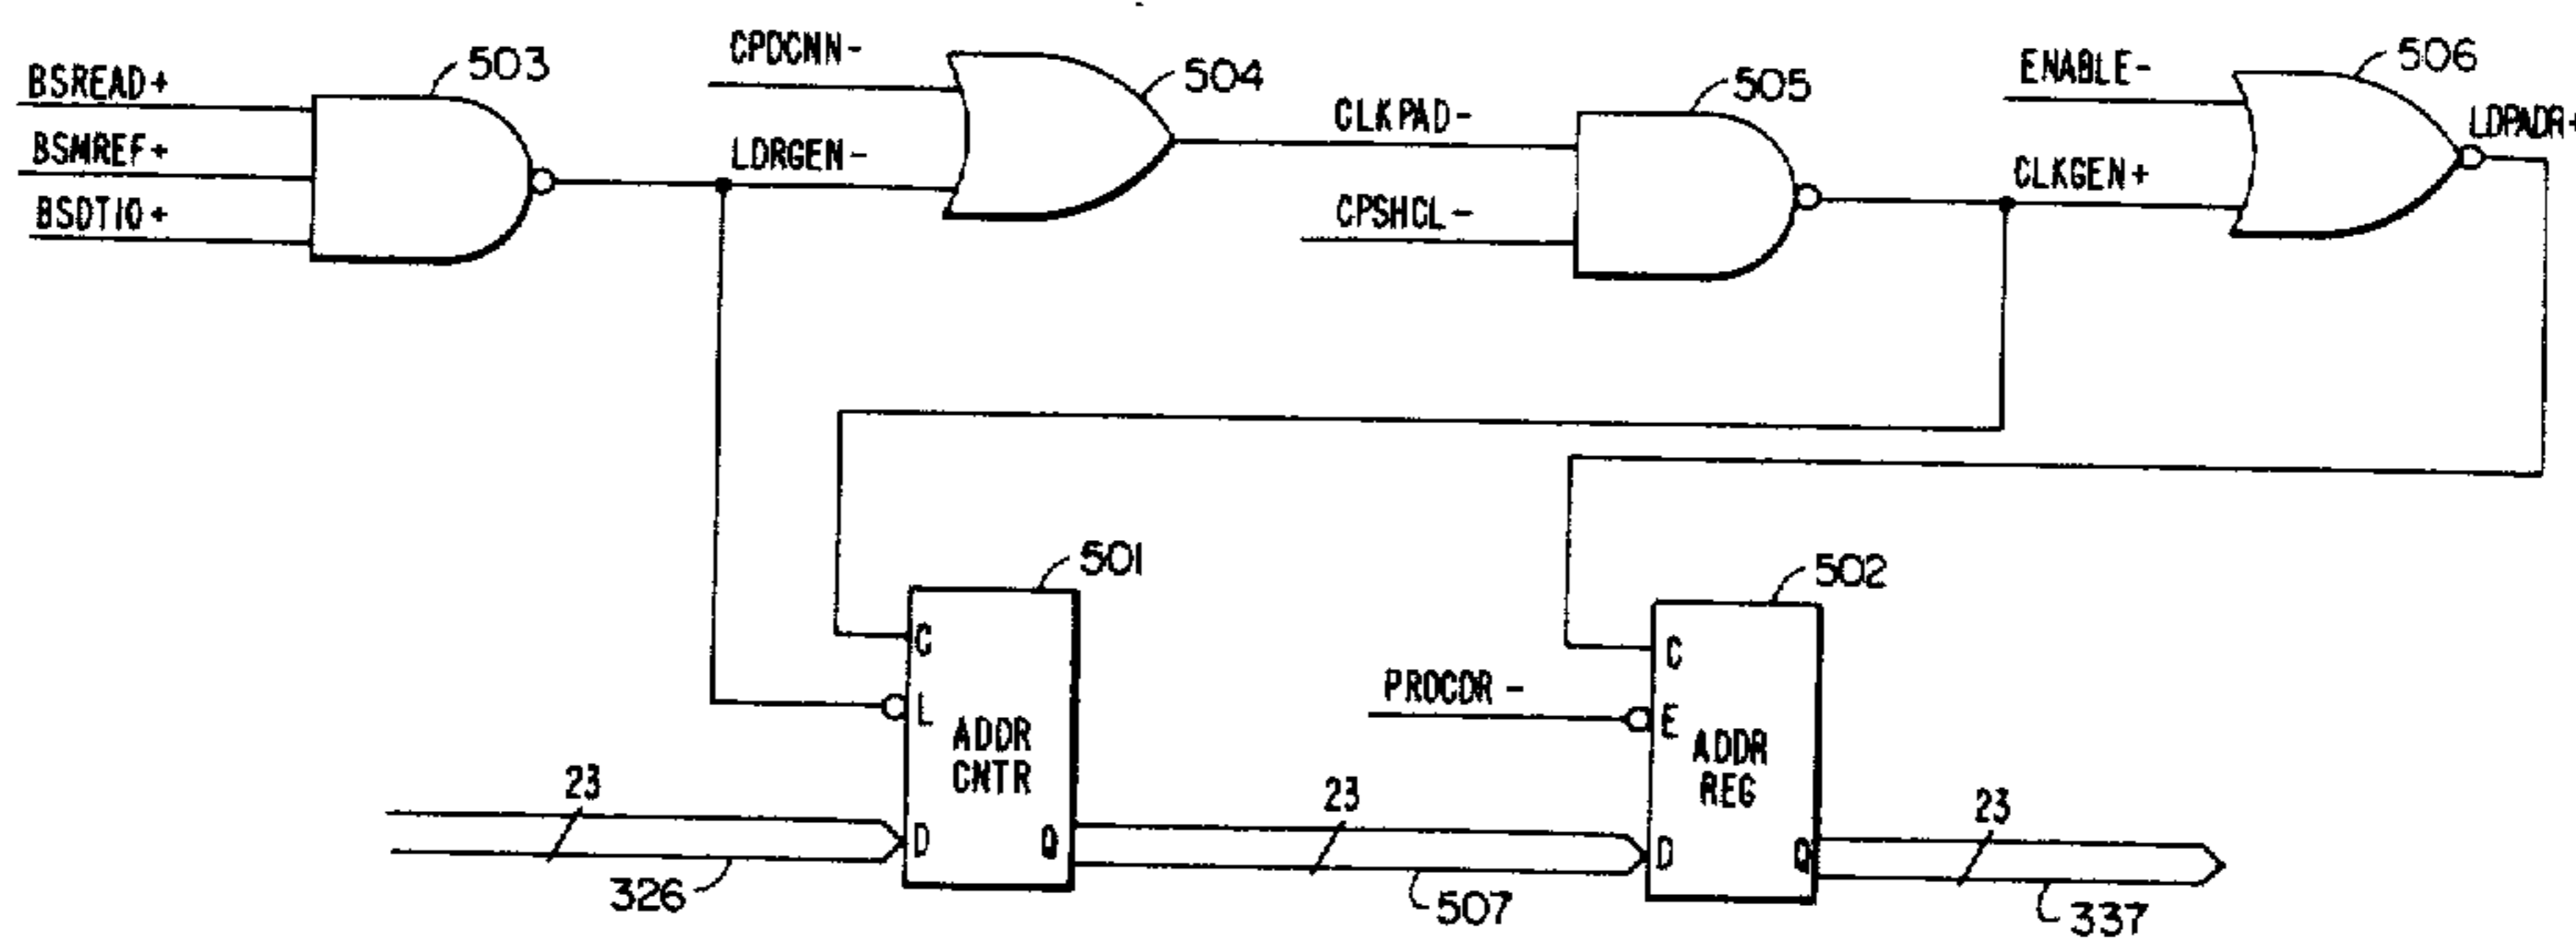 BSREAD+
BSMREF+
BSDT10+
503
CPDCNN-
LDRGEN-
504
CLKPAD-
CPSHCL-
505
ENABLE-
CLKGEN+
506
LDPADR+
501
C
L
ADDR
CNTR
D
Q
23
326
23
507
502
PROCDR-
C
E
ADDR
REG
D
Q
23
337